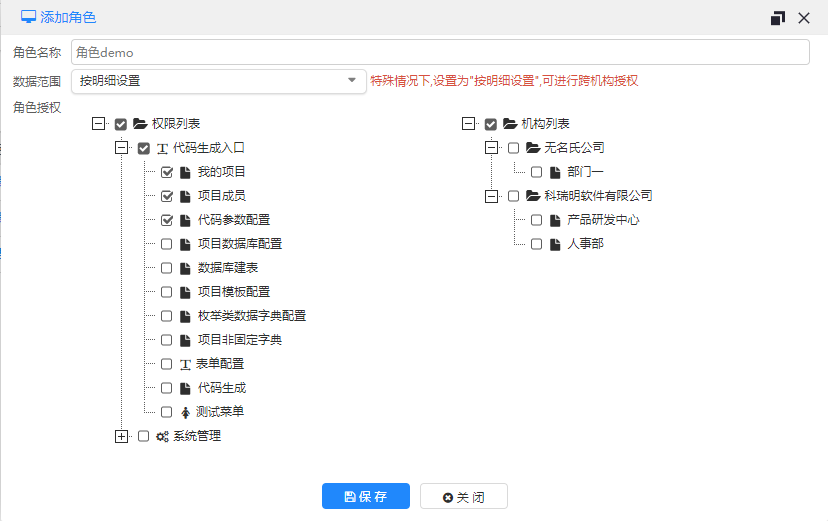 添加角色
角色名称 角色demo
数据范围 按明细设置 特殊情况下,设置为"按明细设置",可进行跨机构授权
角色授权
权限列表
代码生成入口
我的项目
项目成员
代码参数配置
项目数据库配置
数据库建表
项目模板配置
枚举类数据字典配置
项目非固定字典
表单配置
代码生成
测试菜单
系统管理
机构列表
无名氏公司
部门一
科瑞明软件有限公司
产品研发中心
人事部
保存 关闭